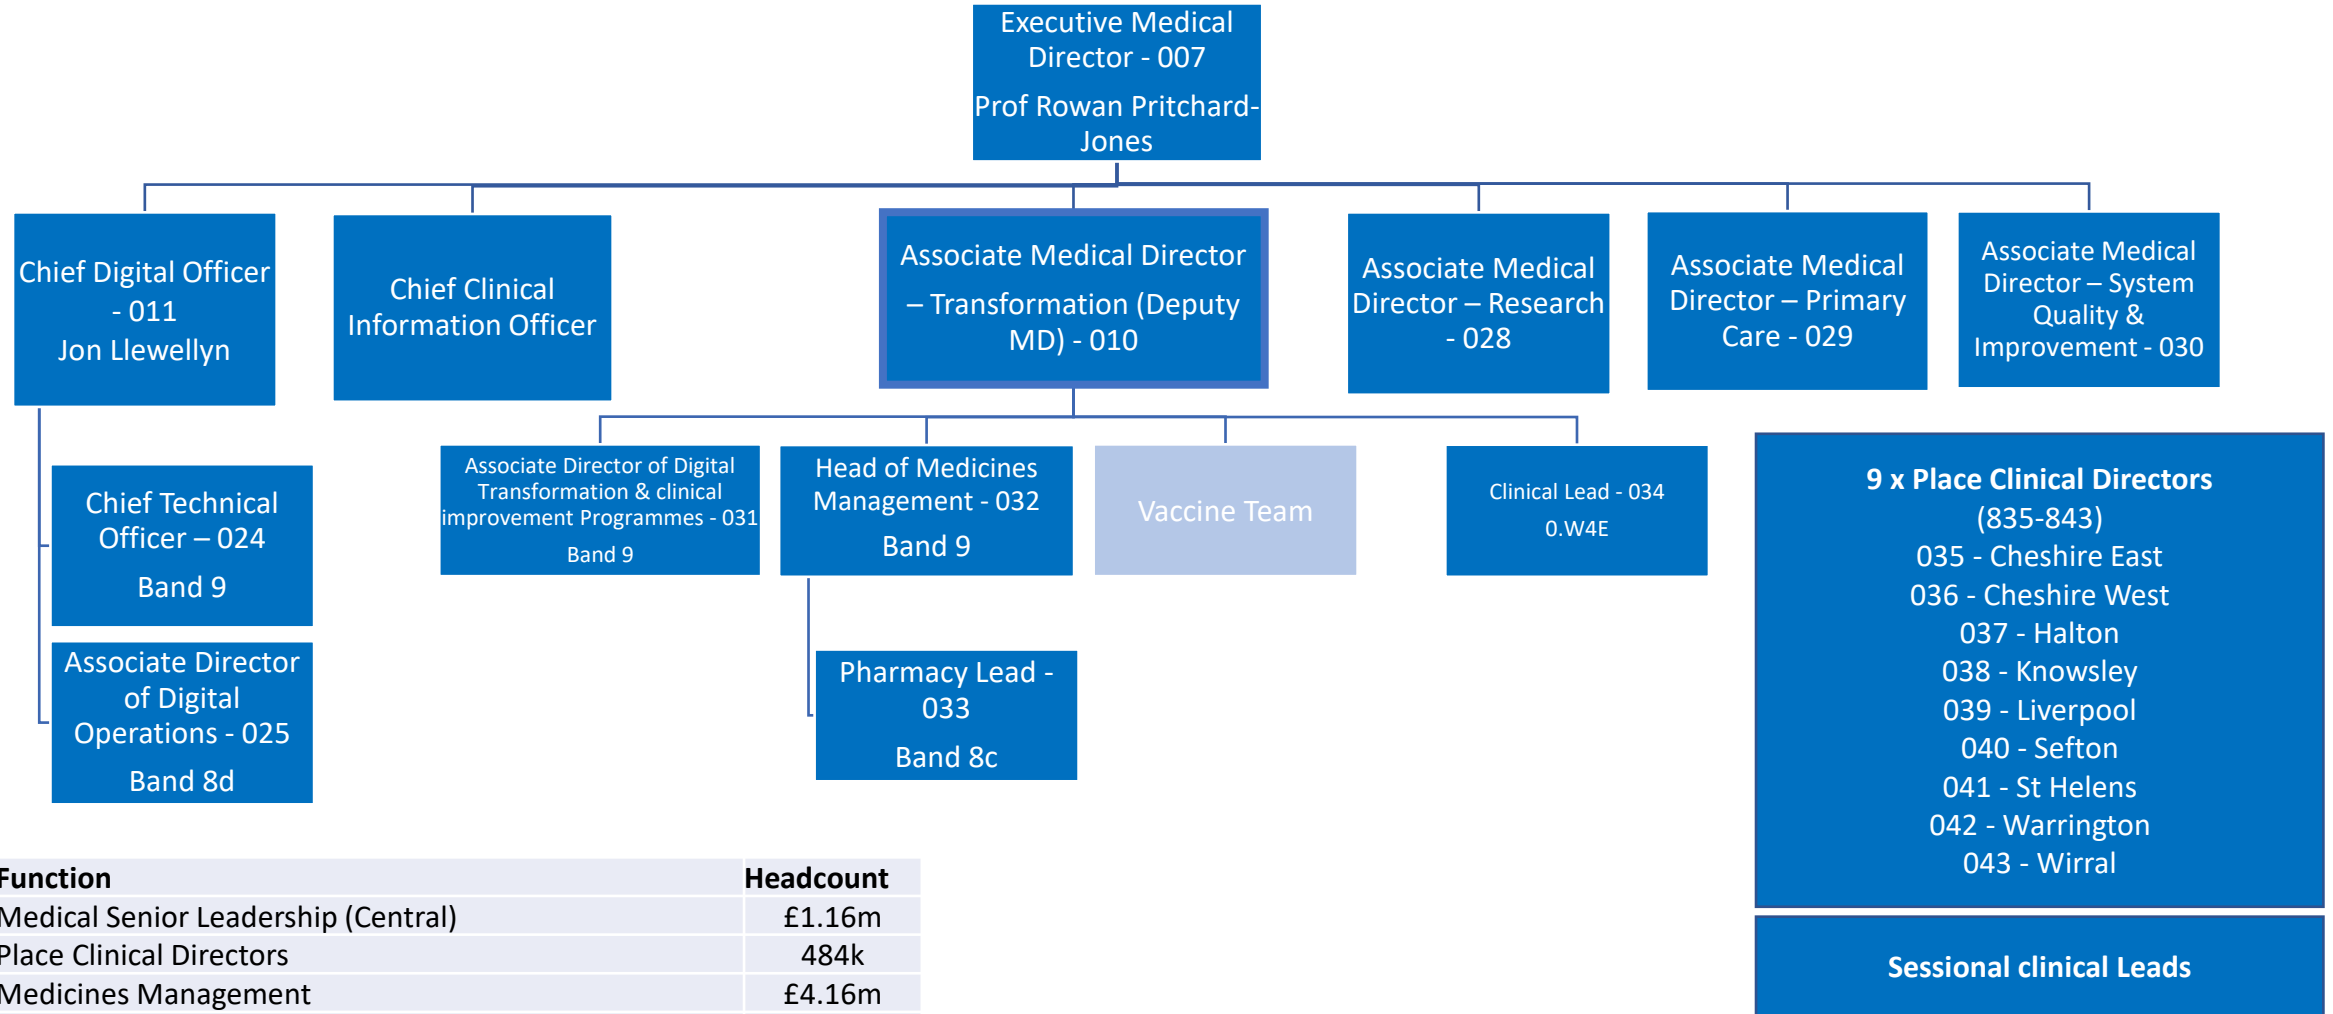 Executive Medical
Director - 007
Prof Rowan Pritchard-
Jones
Chief Digital Officer
- 011
Jon Llewellyn
Chief Clinical
Information Officer
Associate Medical Director
– Transformation (Deputy
MD) - 010
Associate Medical
Director – Research
- 028
Associate Medical
Director – Primary
Care - 029
Associate Medical
Director – System
Quality &
Improvement - 030
Chief Technical
Officer – 024
Band 9
Associate Director
of Digital
Operations - 025
Band 8d
Associate Director of Digital
Transformation & clinical
improvement Programmes - 031
Band 9
Head of Medicines
Management - 032
Band 9
Pharmacy Lead -
033
Band 8c
Vaccine Team
Clinical Lead - 034
0.W4E
9 x Place Clinical Directors
(835-843)
035 - Cheshire East
036 - Cheshire West
037 - Halton
038 - Knowsley
039 - Liverpool
040 - Sefton
041 - St Helens
042 - Warrington
043 - Wirral
Sessional clinical Leads
Function Headcount
Medical Senior Leadership (Central) £1.16m
Place Clinical Directors 484k
Medicines Management £4.16m